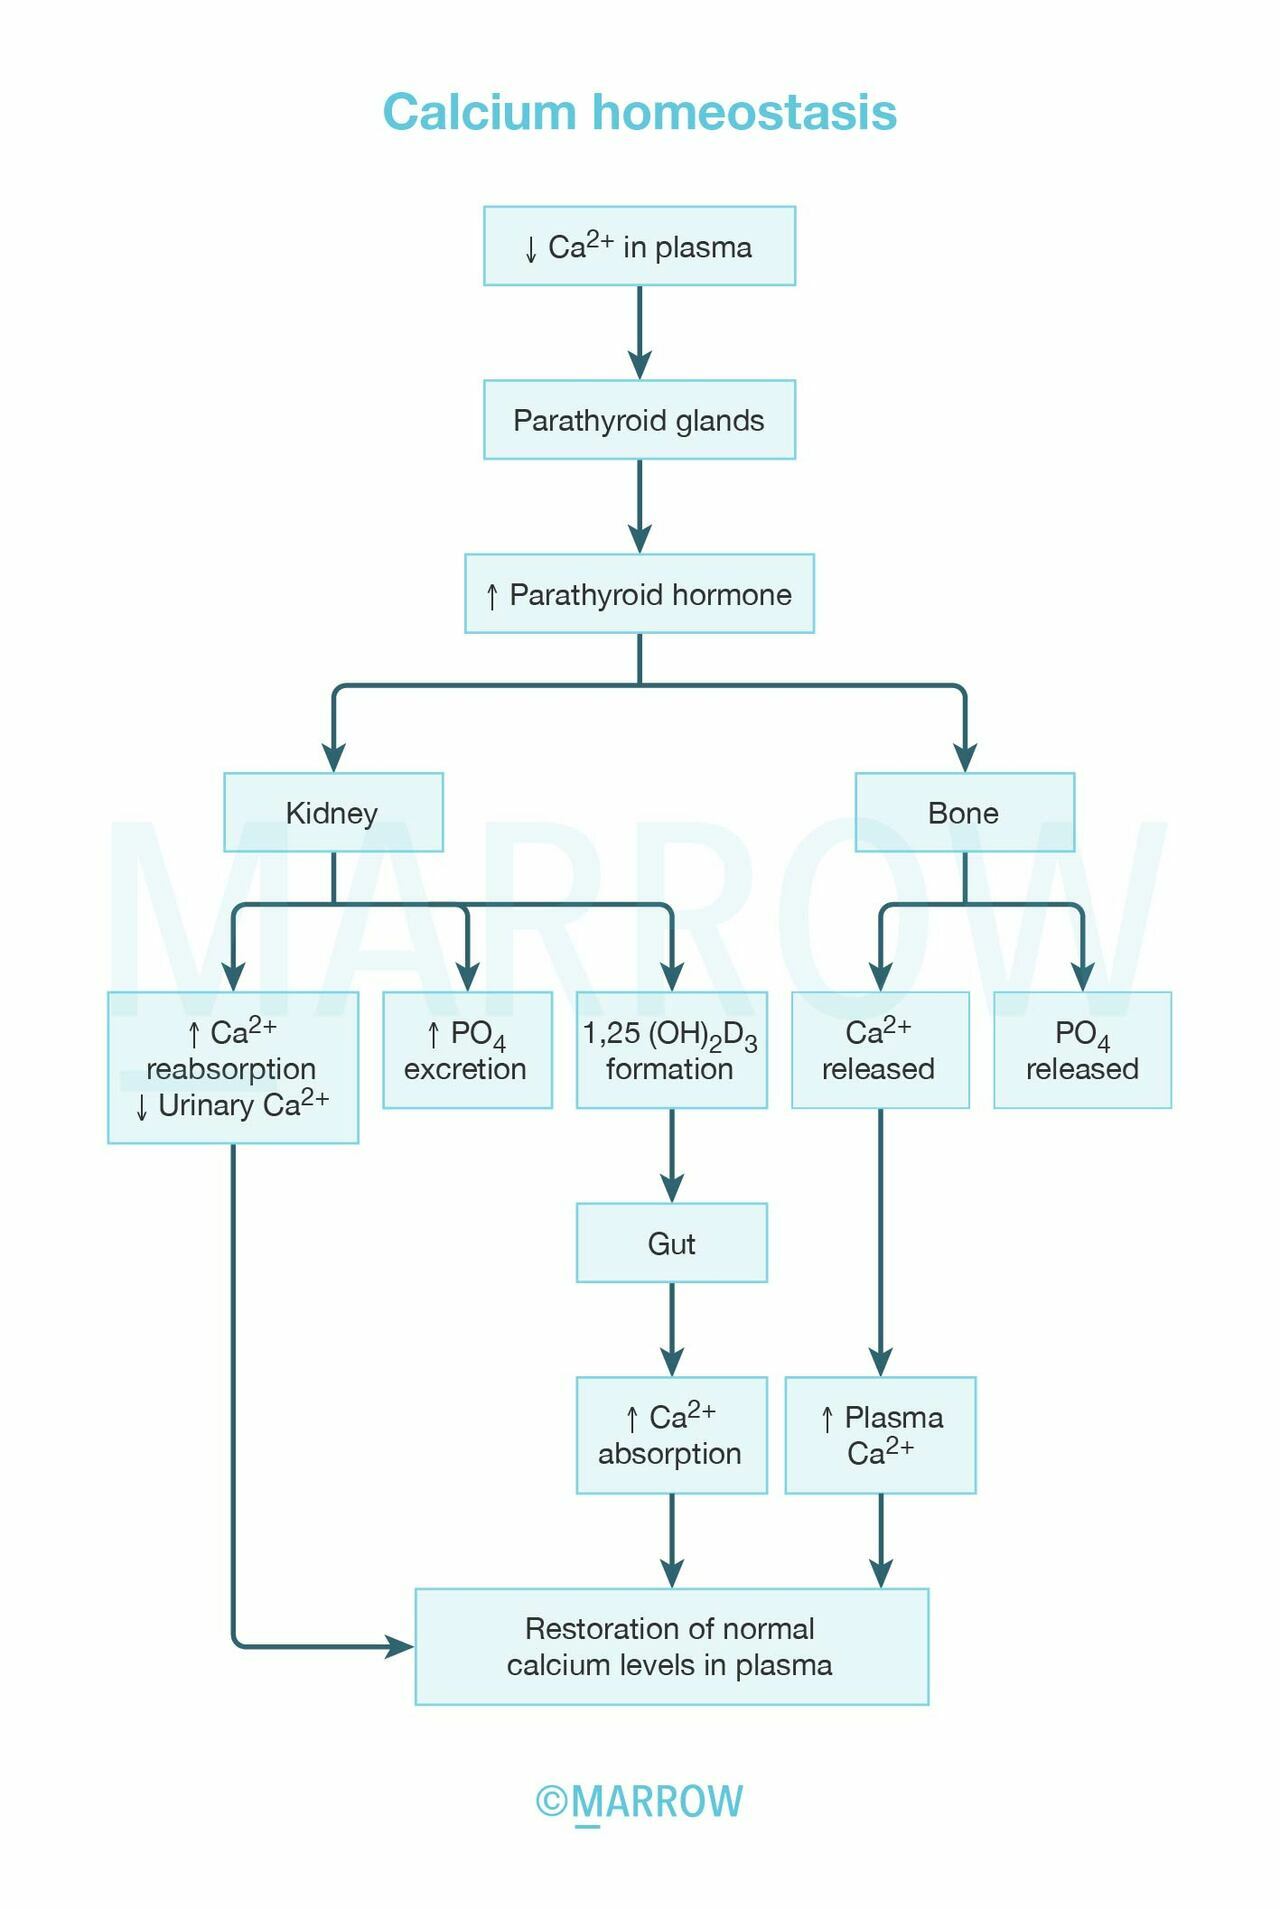 Calcium homeostasis
↓ Ca2+ in plasma
Parathyroid glands
↑ Parathyroid hormone
Kidney
Bone
MARROW
↑ Ca2+
reabsorption
↓ Urinary Ca2+
↑ PO4
excretion
1,25 (OH)2D3
formation
Ca2+
released
PO4
released
Gut
↑ Ca2+
absorption
↑ Plasma
Ca2+
Restoration of normal
calcium levels in plasma
©MARROW